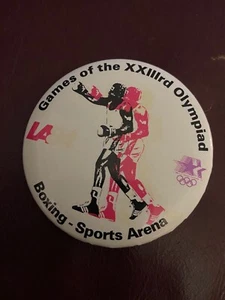 Games of the XXIIIrd Olympiad
LA
Boxing - Sports Arena